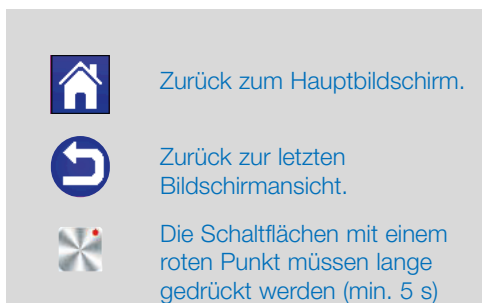 Zurück zum Hauptbildschirm.
Zurück zur letzten
Bildschirmansicht.
Die Schaltflächen mit einem
roten Punkt müssen lange
gedrückt werden (min. 5 s)